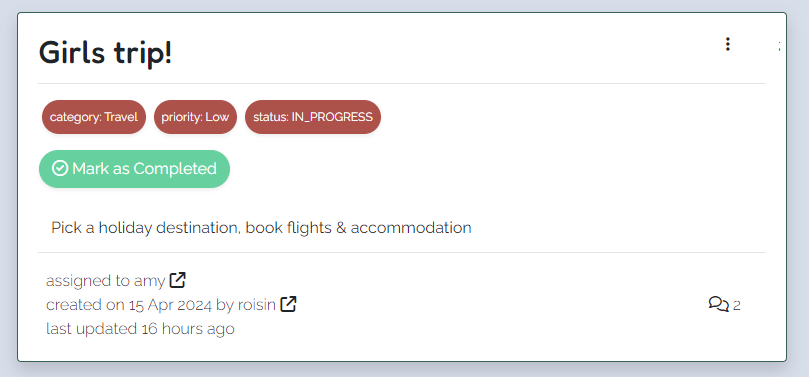 Girls trip!
category: Travel priority: Low status: IN_PROGRESS
Mark as Completed
Pick a holiday destination, book flights & accommodation
assigned to amy
created on 15 Apr 2024 by roisin
2
last updated 16 hours ago